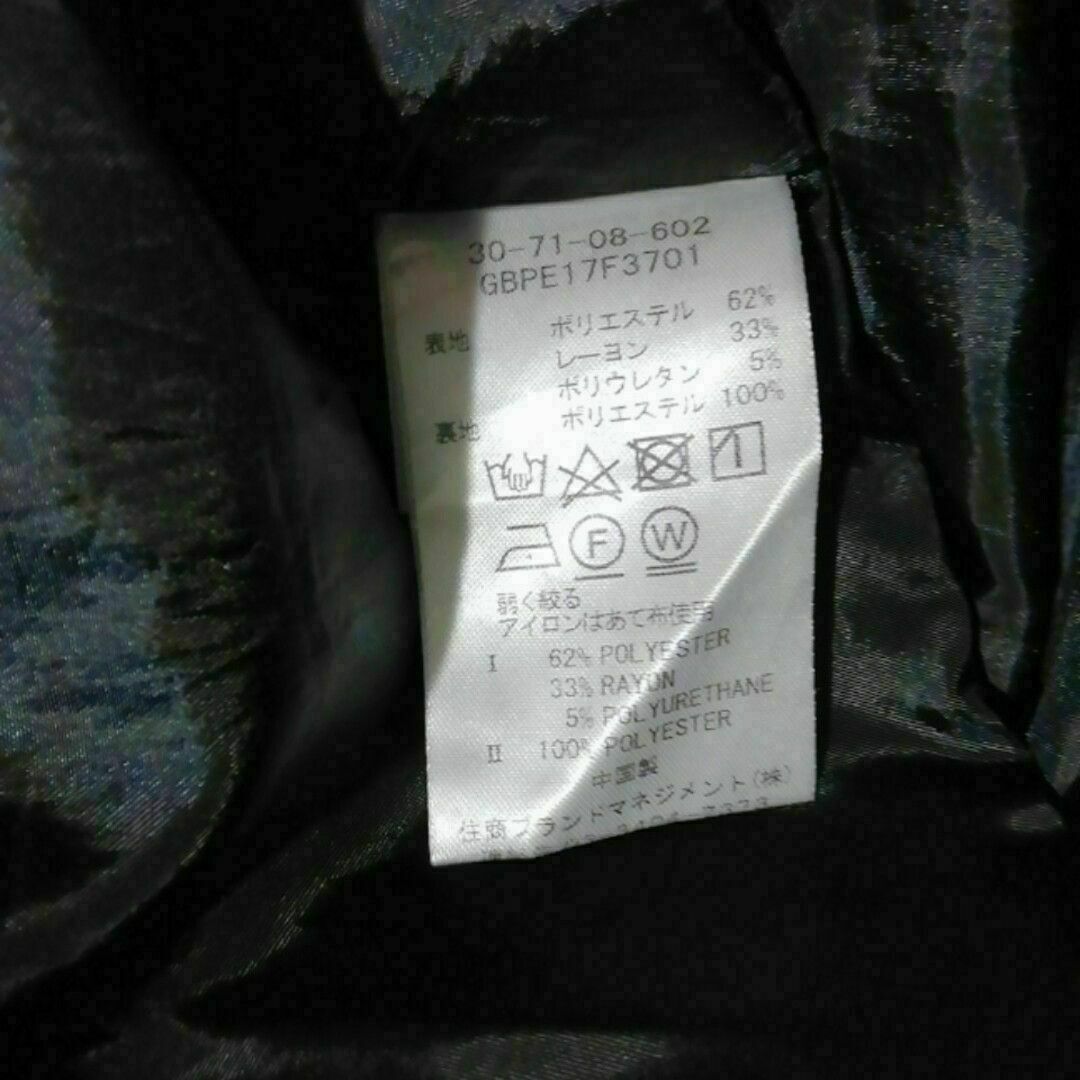 30-71-08-602
GBPE17F3701
表地 ポリエステル 62%
レーヨン 33%
ポリウレタン 5%
裏地 ポリエステル 100%
F W
弱く絞る
アイロンはあて布使用
I 62% POLYESTER
33% RAYON
5% POLYURETHANE
II 100% POLYESTER
中国製
住商ブランドマネジメント(株)